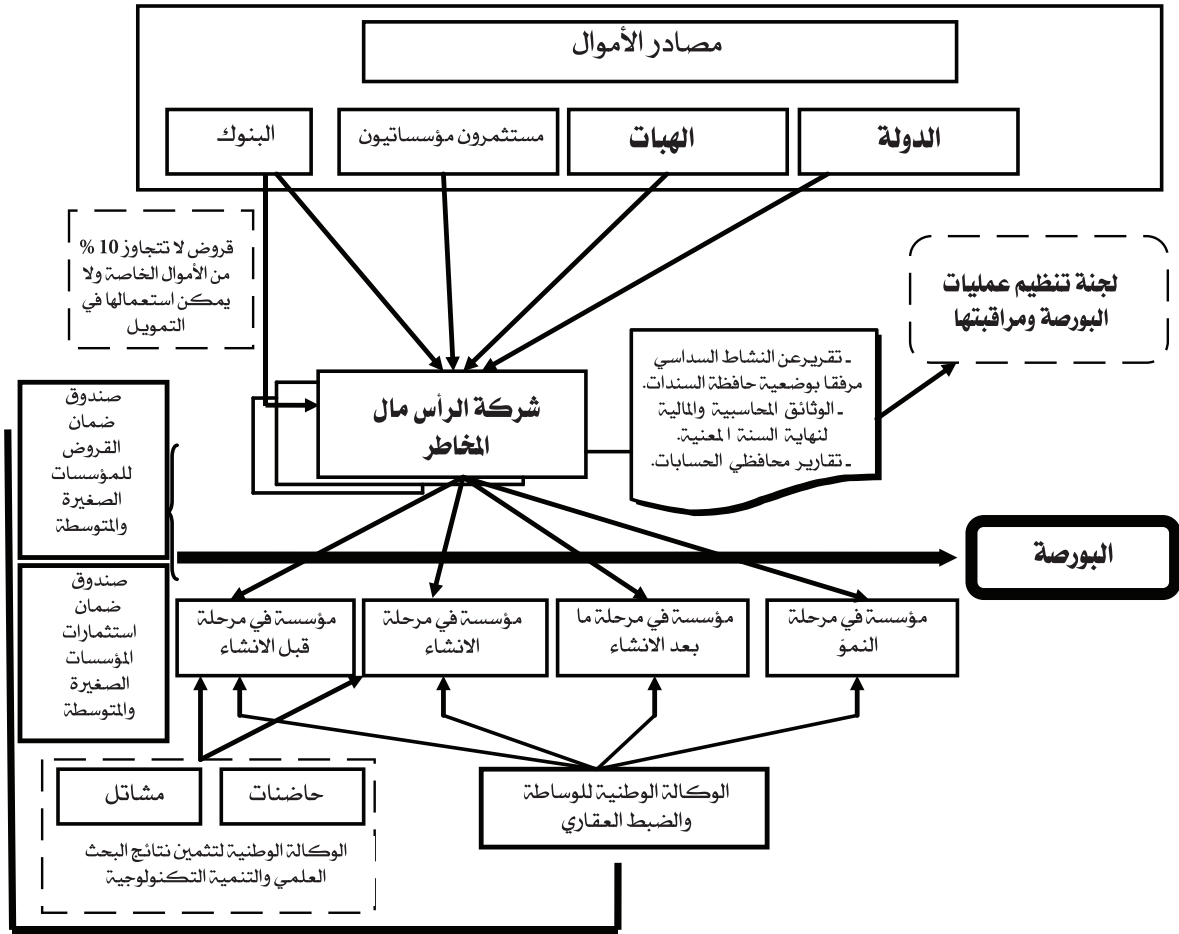 مصادر الأموال
الدولة
الهبات
مستثمرون مؤسساتيون
البنوك
قروض لا تتجاوز 10 %
من الأموال الخاصة ولا
يمكن استعمالها في
التمويل
لجنة تنظيم عمليات
البورصة ومراقبتها
ـ تقريرعن النشاط السداسي
مرفقا بوضعية حافظة السندات.
ـ الوثائق المحاسبية والمالية
لنهاية السنة المعنية.
ـ تقارير محافظي الحسابات.
شركة الرأس مال
المخاطر
صندوق
ضمان
القروض
للمؤسسات
الصغيرة
والمتوسطة
البورصة
صندوق
ضمان
استثمارات
المؤسسات
الصغيرة
والمتوسطة
مؤسسة في مرحلة
النموّ
مؤسسة في مرحلة ما
بعد الانشاء
مؤسسة في مرحلة
الانشاء
مؤسسة في مرحلة
قبل الانشاء
الوكالة الوطنية للوساطة
والضبط العقاري
حاضنات
مشاتل
الوكالة الوطنية لتثمين نتائج البحث
العلمي والتنمية التكنولوجية